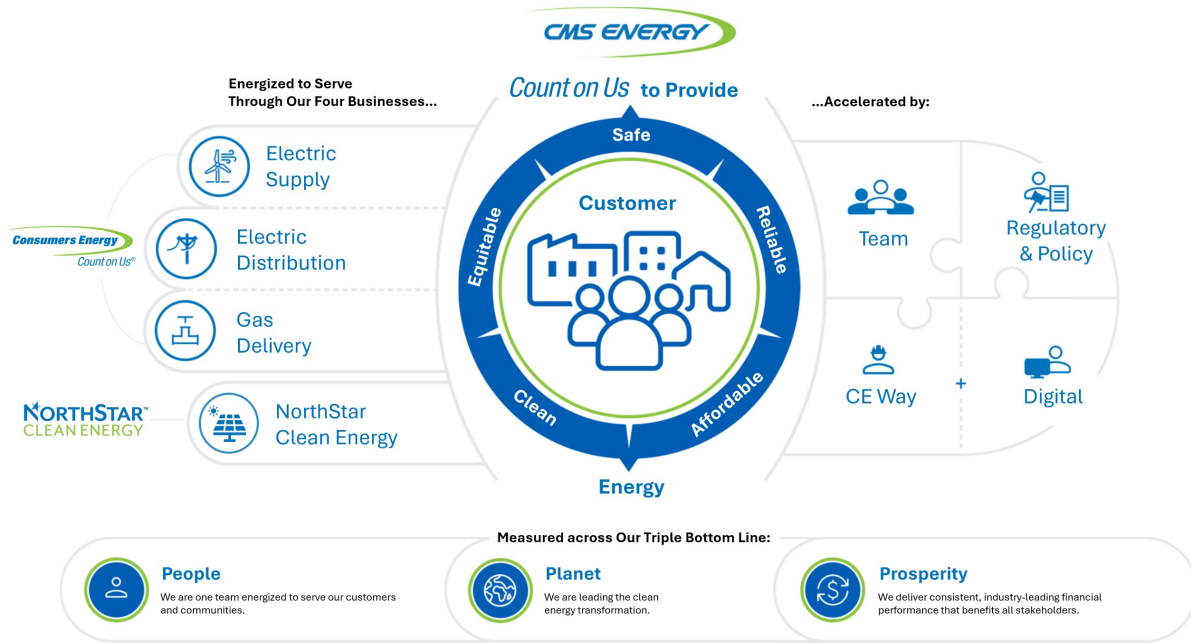 CMS ENERGY
Energized to Serve
Through Our Four Businesses...
Count on Us to Provide
...Accelerated by:
Electric
Supply
Electric
Distribution
Gas
Delivery
NorthStar
Clean Energy
Consumers Energy
Count on Us®
NORTHSTAR™
CLEAN ENERGY
Safe
Reliable
Affordable
Clean
Equitable
Customer
Energy
Team
Regulatory
& Policy
CE Way
+
Digital
Measured across Our Triple Bottom Line:
People
We are one team energized to serve our customers
and communities.
Planet
We are leading the clean
energy transformation.
Prosperity
We deliver consistent, industry-leading financial
performance that benefits all stakeholders.